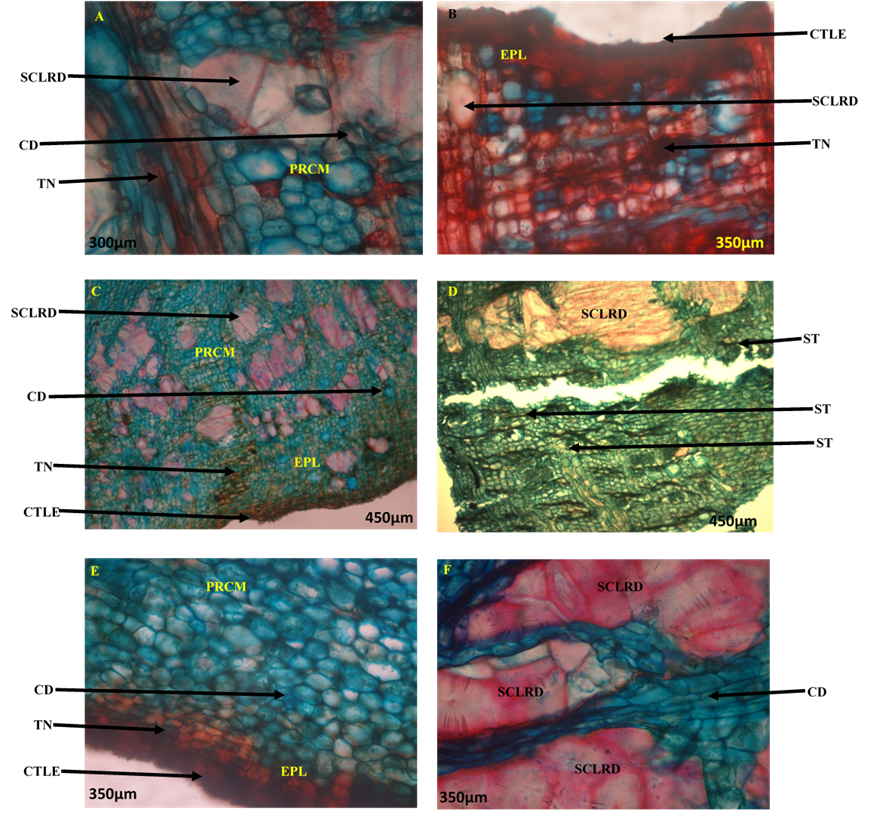 A
SCLRD
CD
PRCM
TN
300µm
B
CTLE
EPL
SCLRD
TN
350µm
C
SCLRD
PRCM
CD
TN
EPL
CTLE
450µm
D
SCLRD
ST
ST
ST
450µm
E
PRCM
CD
TN
CTLE
EPL
350µm
F
SCLRD
SCLRD
CD
SCLRD
350µm